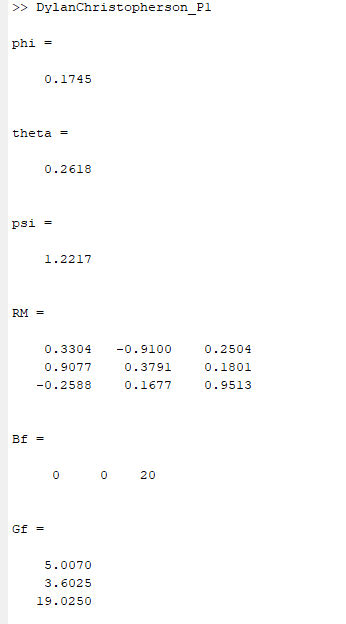 >> DylanChristopherson_P1
phi =
0.1745
theta =
0.2618
psi =
1.2217
RM =
0.3304 -0.9100 0.2504
0.9077 0.3791 0.1801
-0.2588 0.1677 0.9513
Bf =
0 0 20
Gf =
5.0070
3.6025
19.0250